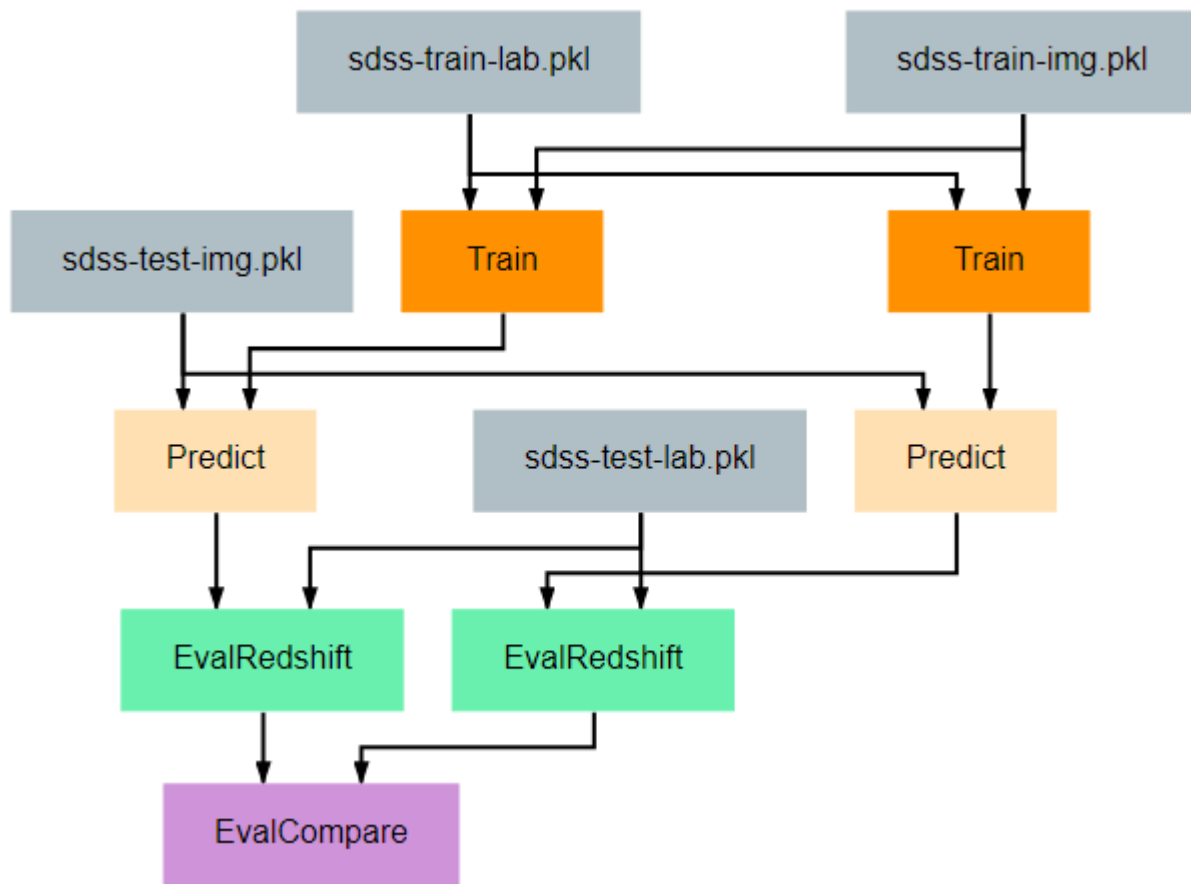 sdss-train-lab.pkl
sdss-train-img.pkl
sdss-test-img.pkl
Train
Train
Predict
sdss-test-lab.pkl
Predict
EvalRedshift
EvalRedshift
EvalCompare